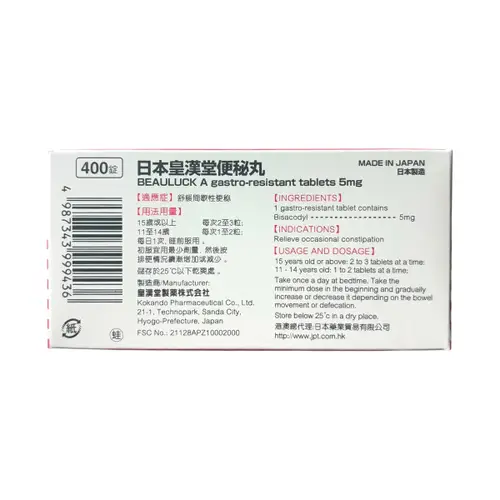 400錠
日本皇漢堂便秘丸
MADE IN JAPAN
日本製造
BEAULUCK A gastro-resistant tablets 5mg
【適應症】舒緩間歇性便秘
【用法用量】
15歲或以上 每次2至3粒;
11至14歲 每次1至2粒;
每日1次, 睡前服用。
初服宜用最少劑量, 然後按
排便情況續漸增加或減少。
儲存於25℃以下乾爽處。
製造商/Manufacturer:
皇漢堂製薬株式会社
Kokando Pharmaceutical Co., Ltd.
21-1, Technopark, Sanda City,
Hyogo-Prefecture, Japan
FSC No.: 21128APZ10002000
【INGREDIENTS】
1 gastro-resistant tablet contains
Bisacodyl ---------------------- 5mg
【INDICATIONS】
Relieve occasional constipation
【USAGE AND DOSAGE】
15 years old or above: 2 to 3 tablets at a time:
11 - 14 years old: 1 to 2 tablets at a time;
Take once a day at bedtime. Take the
minimum dose in the beginning and gradually
increase or decrease it depending on the bowel
movement or defecation.
Store below 25℃ in a dry place.
港澳總代理:日本藥業貿易有限公司
http://www.jpt.com.hk
4 987343 999436
紙
蛙